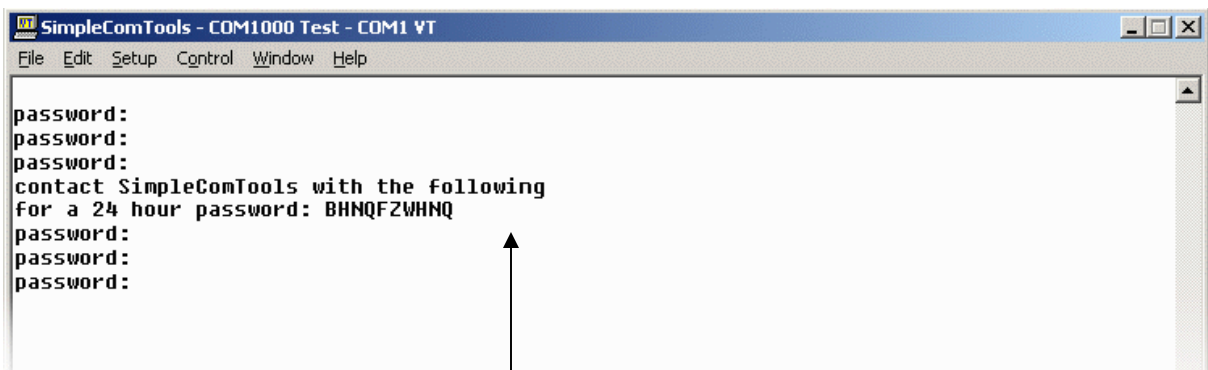 SimpleComTools - COM1000 Test - COM1 VT
File Edit Setup Control Window Help
password:
password:
password:
contact SimpleComTools with the following
for a 24 hour password: BHNQFZWHNQ
password:
password:
password: